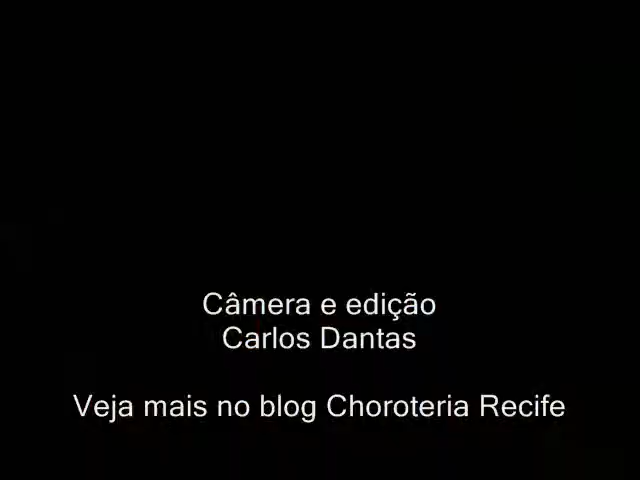 Câmera e edição
Carlos Dantas
Veja mais no blog Choroteria Recife